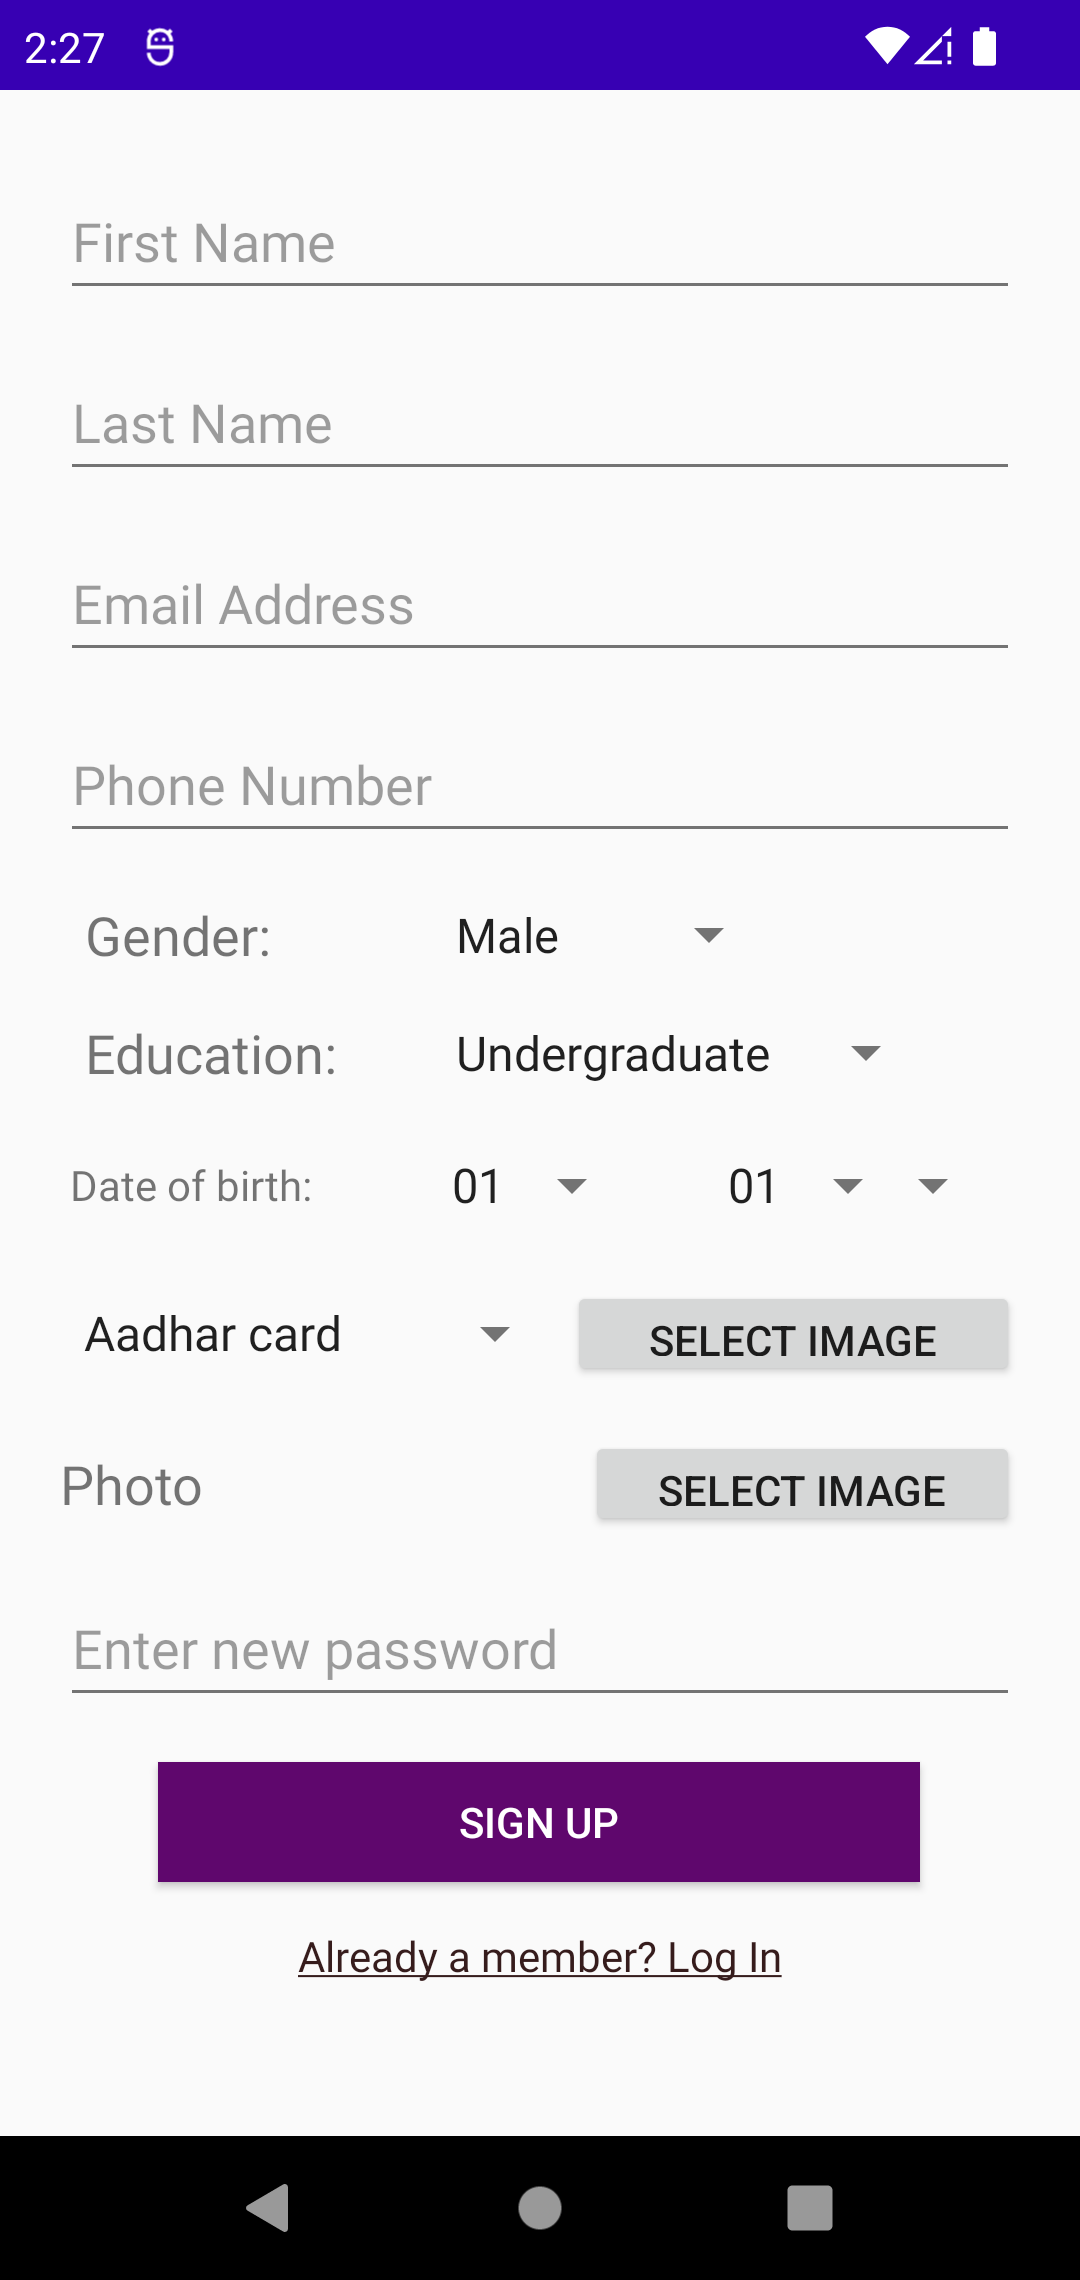 2:27
First Name
Last Name
Email Address
Phone Number
Gender: Male
Education: Undergraduate
Date of birth: 01 01
Aadhar card SELECT IMAGE
Photo SELECT IMAGE
Enter new password
SIGN UP
Already a member? Log In